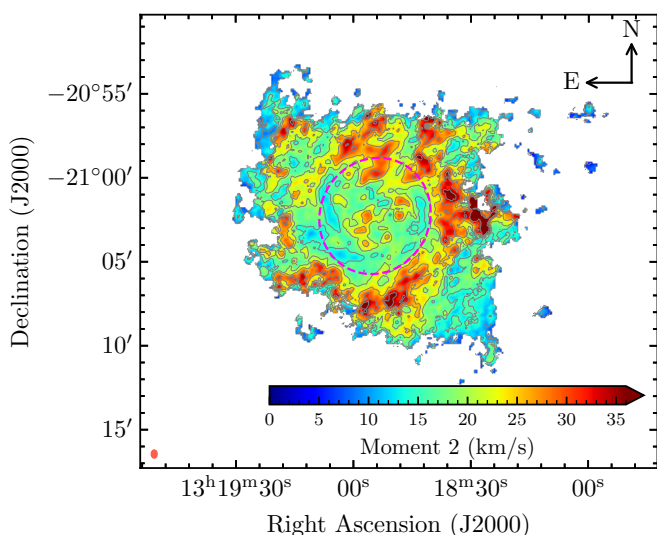 N
E
−20°55′
−21°00′
05′
10′
15′
Declination (J2000)
0 5 10 15 20 25 30 35
Moment 2 (km/s)
13ʰ19ᵐ30ˢ 00ˢ 18ᵐ30ˢ 00ˢ
Right Ascension (J2000)